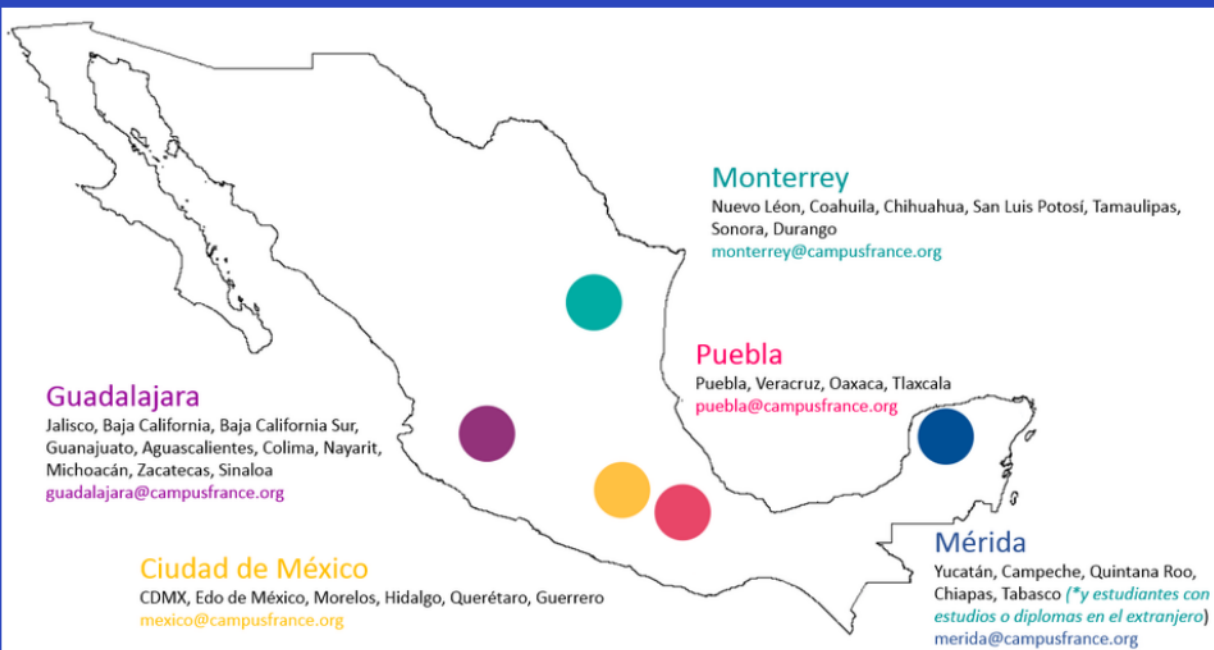 Monterrey
Nuevo Léon, Coahuila, Chihuahua, San Luis Potosí, Tamaulipas,
Sonora, Durango
monterrey@campusfrance.org
Puebla
Puebla, Veracruz, Oaxaca, Tlaxcala
puebla@campusfrance.org
Guadalajara
Jalisco, Baja California, Baja California Sur,
Guanajuato, Aguascalientes, Colima, Nayarit,
Michoacán, Zacatecas, Sinaloa
guadalajara@campusfrance.org
Ciudad de México
CDMX, Edo de México, Morelos, Hidalgo, Querétaro, Guerrero
mexico@campusfrance.org
Mérida
Yucatán, Campeche, Quintana Roo,
Chiapas, Tabasco (*y estudiantes con
estudios o diplomas en el extranjero)
merida@campusfrance.org